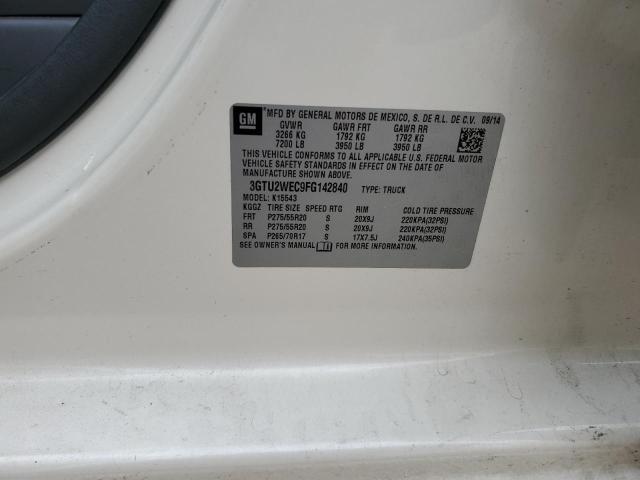 GM MFD BY GENERAL MOTORS DE MEXICO, S. DE R.L. DE C.V. 09/14
GVWR GAWR FRT GAWR RR
3266 KG 1792 KG 1792 KG
7200 LB 3950 LB 3950 LB
THIS VEHICLE CONFORMS TO ALL APPLICABLE U.S. FEDERAL MOTOR
VEHICLE SAFETY STANDARDS IN EFFECT ON THE DATE OF
MANUFACTURE SHOWN ABOVE.
3GTU2WEC9FG142840 TYPE: TRUCK
MODEL: K15543
KGGZ TIRE SIZE SPEED RTG RIM COLD TIRE PRESSURE
FRT P275/55R20 S 20X9J 220KPA(32PSI)
RR P275/55R20 S 20X9J 220KPA(32PSI)
SPA P265/70R17 S 17X7.5J 240KPA(35PSI)
SEE OWNER'S MANUAL FOR MORE INFORMATION.